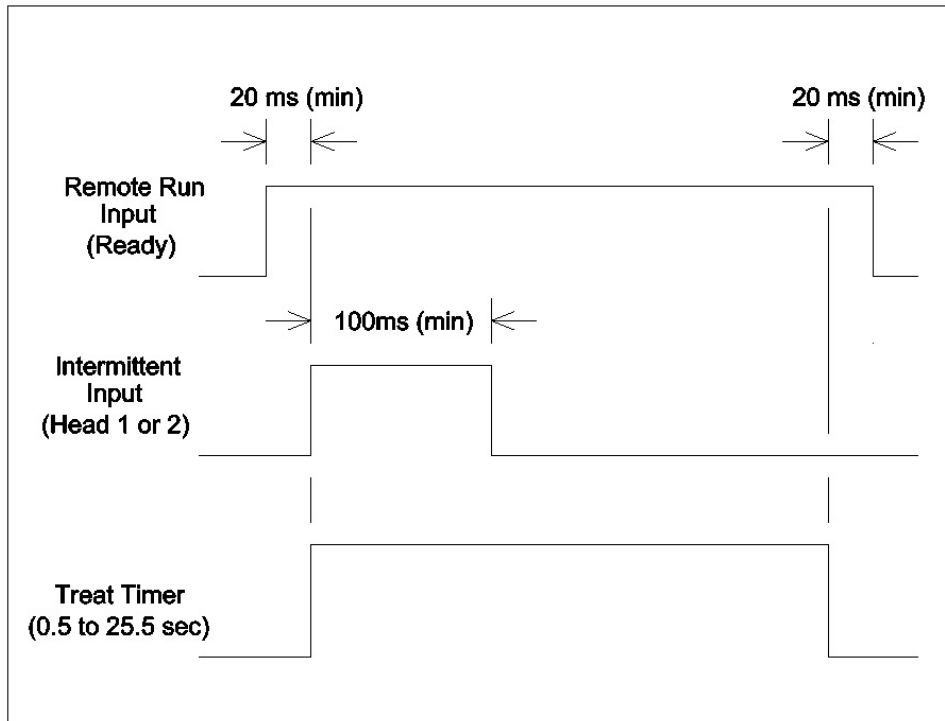 20 ms (min)
20 ms (min)
Remote Run
Input
(Ready)
100ms (min)
Intermittent
Input
(Head 1 or 2)
Treat Timer
(0.5 to 25.5 sec)